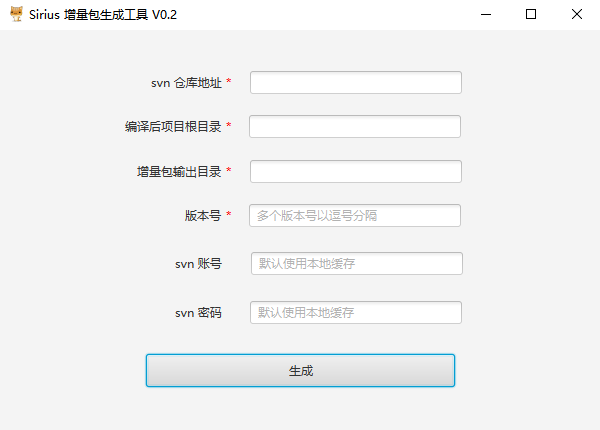 Sirius 增量包生成工具 V0.2
svn 仓库地址 *
编译后项目根目录 *
增量包输出目录 *
版本号 * 多个版本号以逗号分隔
svn 账号 默认使用本地缓存
svn 密码 默认使用本地缓存
生成